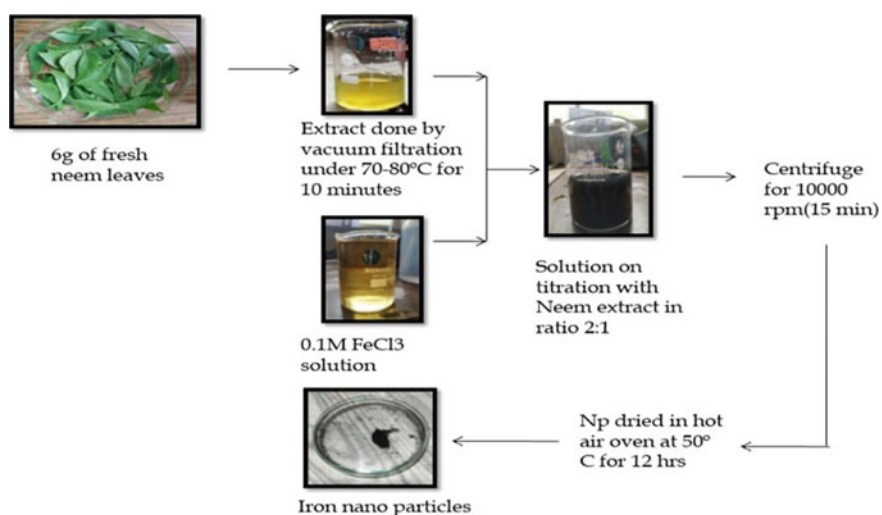 6g of fresh
neem leaves
Extract done by
vacuum filtration
under 70-80°C for
10 minutes
0.1M FeCl3
solution
Solution on
titration with
Neem extract in
ratio 2:1
Centrifuge
for 10000
rpm(15 min)
Np dried in hot
air oven at 50°
C for 12 hrs
Iron nano particles